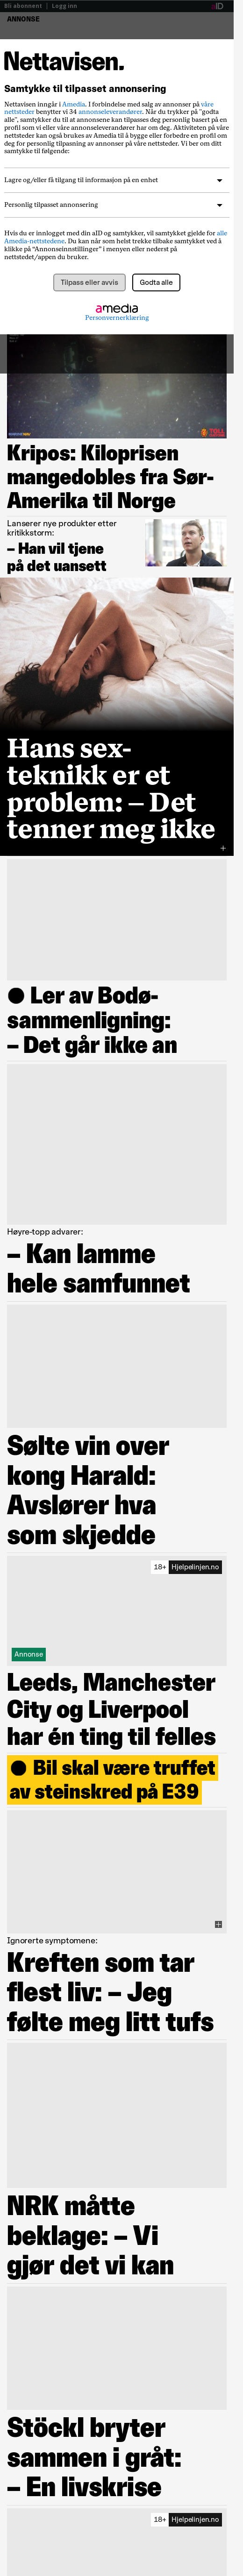 Bli abonnent | Logg inn
aID
ANNONSE
Nettavisen.
Samtykke til tilpasset annonsering
Nettavisen inngår i Amedia. I forbindelse med salg av annonser på våre
nettsteder benytter vi 34 annonseleverandører. Når du trykker på "godta
alle", samtykker du til at annonsene kan tilpasses deg personlig basert på din
aktivitet og ved eller våre annonseleverandører har om deg. Aktiviteten på våre
nettsteder kan også brukes av Amedia til å bygge eller forbedre en profil om
deg for personlig tilpasning av annonser på våre nettsteder. Vi ber om ditt
samtykke til følgende:
Lagre og/eller få tilgang til informasjon på en enhet
Personlig tilpasset annonsering
Hvis du er innlogget med din aID og samtykker, vil samtykket gjelde for alle
Amedia-nettstedene. Du kan når som helst trekke tilbake samtykket ved å
klikke på “Annonseinnstillinger” i menyen eller nederst på
nettstedet/appen du bruker.
Tilpass eller avvis
Godta alle
amedia
Personvernerklæring
TOLL
Kripos: Kiloprisen
mangedobles fra Sør-
Amerika til Norge
Lanserer nye produkter etter
kritikkstorm:
– Han vil tjene
på det uansett
Hans sex-
teknikk er et
problem: – Det
tenner meg ikke
Ler av Bodø-
sammenligning:
– Det går ikke an
Høyre-topp advarer:
– Kan lamme
hele samfunnet
Sølte vin over
kong Harald:
Avslører hva
som skjedde
18+ Hjelpelinjen.no
Annonse
Leeds, Manchester
City og Liverpool
har én ting til felles
Bil skal være truffet
av steinskred på E39
Ignorerte symptomene:
Kreften som tar
flest liv: – Jeg
følte meg litt tufs
NRK måtte
beklage: – Vi
gjør det vi kan
Stöckl bryter
sammen i gråt:
– En livskrise
18+ Hjelpelinjen.no